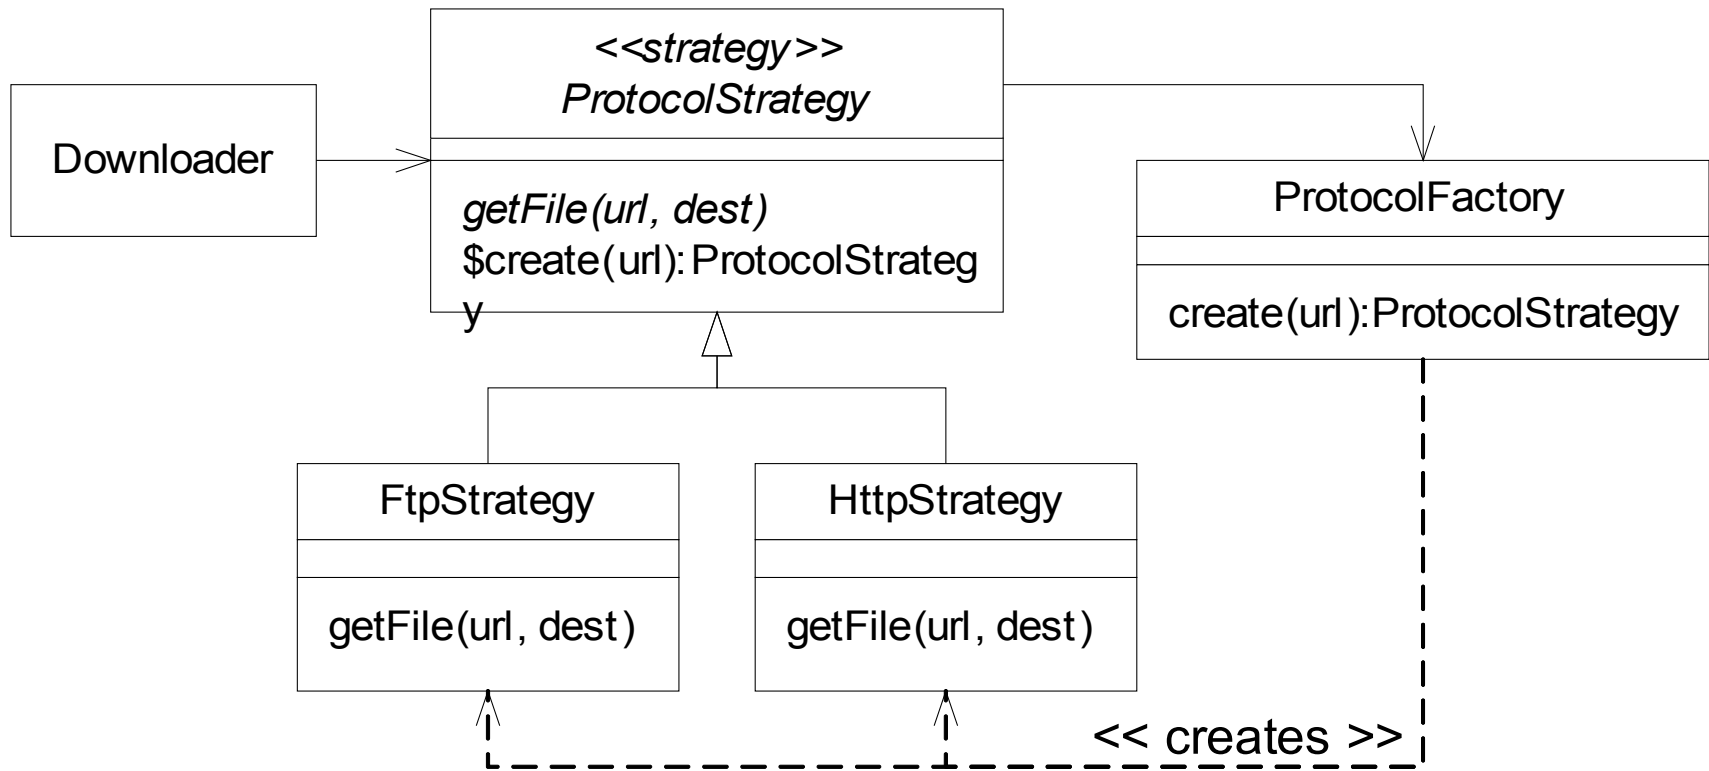 <<strategy>>
ProtocolStrategy
Downloader
getFile(url, dest)
$create(url):ProtocolStrateg
y
ProtocolFactory
create(url):ProtocolStrategy
FtpStrategy
getFile(url, dest)
HttpStrategy
getFile(url, dest)
<< creates >>